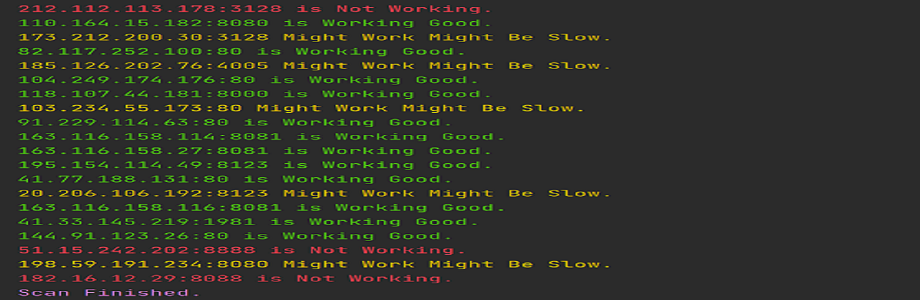 212.112.113.178:3128 is Not Working.
110.164.15.182:8080 is Working Good.
173.212.200.30:3128 Might Work Might Be Slow.
82.117.252.100:80 is Working Good.
185.126.202.76:4005 Might Work Might Be Slow.
104.249.174.176:80 is Working Good.
118.107.44.181:8000 is Working Good.
103.234.55.173:80 Might Work Might Be Slow.
91.229.114.63:80 is Working Good.
163.116.158.114:8081 is Working Good.
163.116.158.27:8081 is Working Good.
195.154.114.49:8123 is Working Good.
41.77.188.131:80 is Working Good.
20.206.106.192:8123 Might Work Might Be Slow.
163.116.158.116:8081 is Working Good.
41.33.145.219:1981 is Working Good.
144.91.123.26:80 is Working Good.
51.15.242.202:8888 is Not Working.
198.59.191.234:8080 Might Work Might Be Slow.
182.16.12.29:8088 is Not Working.
Scan Finished.